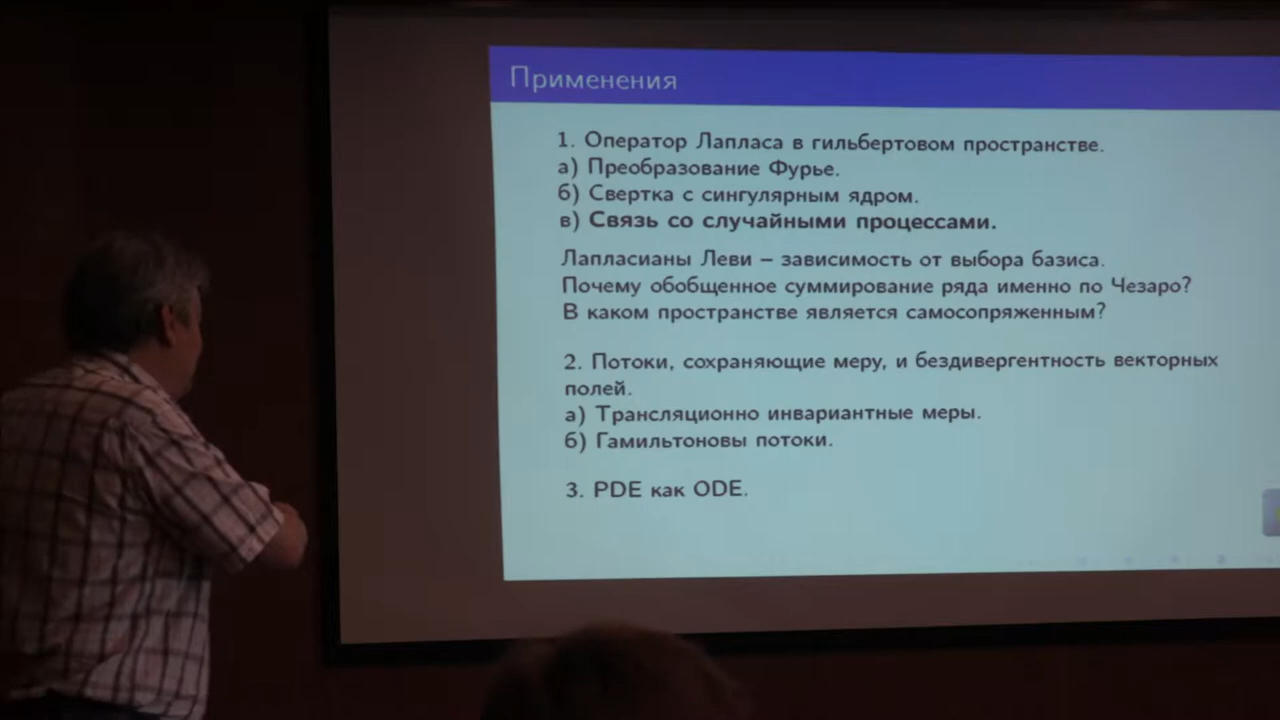 Применения
1. Оператор Лапласа в гильбертовом пространстве.
а) Преобразование Фурье.
б) Свертка с сингулярным ядром.
в) Связь со случайными процессами.
Лапласианы Леви – зависимость от выбора базиса.
Почему обобщенное суммирование ряда именно по Чезаро?
В каком пространстве является самосопряженным?
2. Потоки, сохраняющие меру, и бездивергентность векторных
полей.
а) Трансляционно инвариантные меры.
б) Гамильтоновы потоки.
3. PDE как ODE.